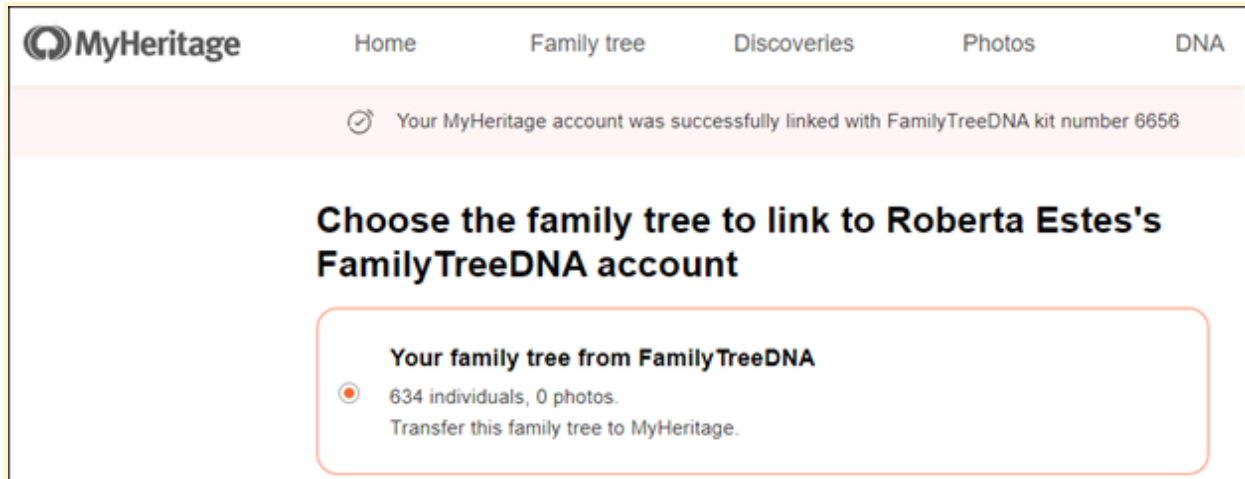 MyHeritage Home Family tree Discoveries Photos DNA
Your MyHeritage account was successfully linked with FamilyTreeDNA kit number 6656
Choose the family tree to link to Roberta Estes's
FamilyTreeDNA account
Your family tree from FamilyTreeDNA
634 individuals, 0 photos.
Transfer this family tree to MyHeritage.